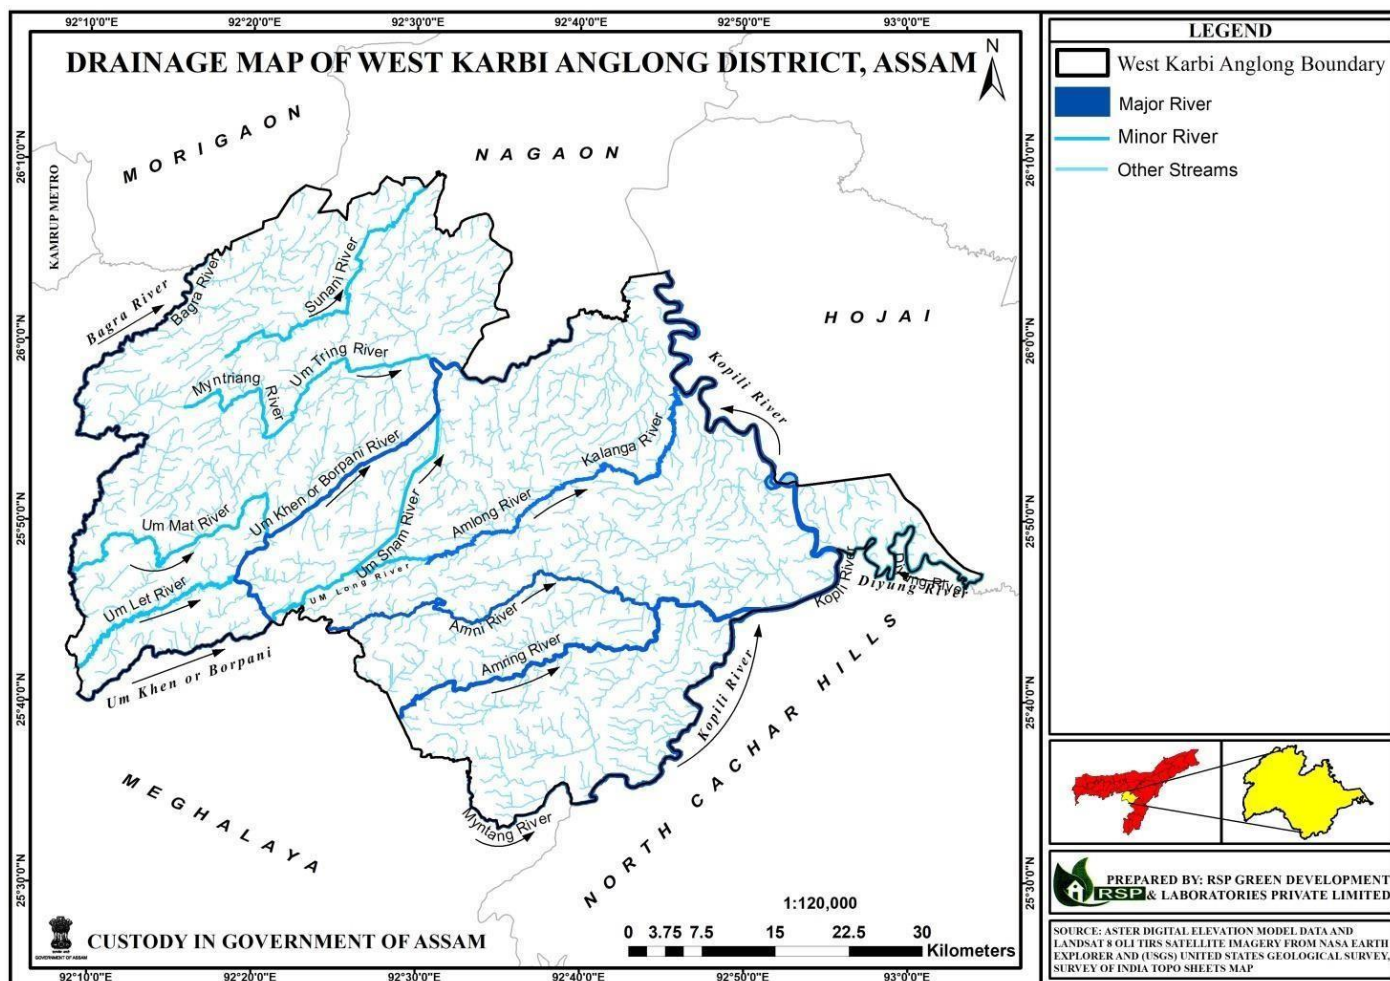 92°10'0"E 92°20'0"E 92°30'0"E 92°40'0"E 92°50'0"E 93°0'0"E
DRAINAGE MAP OF WEST KARBI ANGLONG DISTRICT, ASSAM
N
MORIGAON
NAGAON
KAMRUP METRO
HOJAI
MEGHALAYA
NORTH CACHAR HILLS
26°10'0"N
26°0'0"N
25°50'0"N
25°40'0"N
25°30'0"N
26°10'0"N
26°0'0"N
25°50'0"N
25°40'0"N
25°30'0"N
Bagra River
Bagra River
Sunani River
Um Tring River
Myntriang River
Kopili River
Um Khen or Borpani River
Kalanga River
Um Mat River
Amlong River
Um Snam River
UM Long River
Um Let River
Diyung River
Diyung River
Kopli River
Amni River
Amring River
Um Khen or Borpani
Kopili River
Myntang River
1:120,000
0 3.75 7.5 15 22.5 30
Kilometers
GOVERNMENT OF ASSAM
CUSTODY IN GOVERNMENT OF ASSAM
92°10'0"E 92°20'0"E 92°30'0"E 92°40'0"E 92°50'0"E 93°0'0"E
LEGEND
West Karbi Anglong Boundary
Major River
Minor River
Other Streams
RSP
PREPARED BY: RSP GREEN DEVELOPMENT
& LABORATORIES PRIVATE LIMITED
SOURCE: ASTER DIGITAL ELEVATION MODEL DATA AND
LANDSAT 8 OLI TIRS SATELLITE IMAGERY FROM NASA EARTH
EXPLORER AND (USGS) UNITED STATES GEOLOGICAL SURVEY,
SURVEY OF INDIA TOPO SHEETS MAP